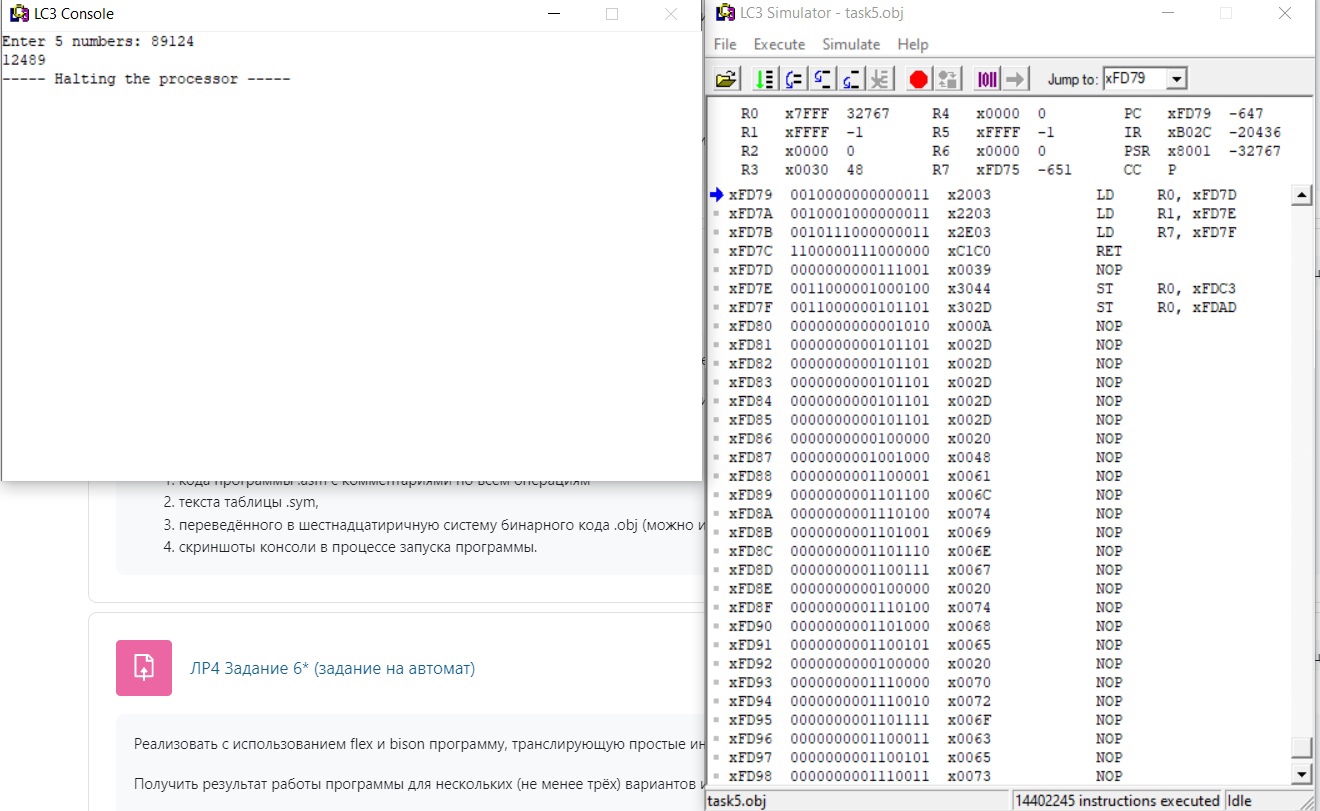 LC3 Console
Enter 5 numbers: 89124
12489
----- Halting the processor -----
2. текста таблицы .sym,
3. переведённого в шестнадцатиричную систему бинарного кода .obj (можно и
4. скриншоты консоли в процессе запуска программы.
ЛР4 Задание 6* (задание на автомат)
Реализовать с использованием flex и bison программу, транслирующую простые ин
Получить результат работы программы для нескольких (не менее трёх) вариантов и
LC3 Simulator - task5.obj
File Execute Simulate Help
Jump to: xFD79
R0 x7FFF 32767 R4 x0000 0 PC xFD79 -647
R1 xFFFF -1 R5 xFFFF -1 IR xB02C -20436
R2 x0000 0 R6 x0000 0 PSR x8001 -32767
R3 x0030 48 R7 xFD75 -651 CC P
xFD79 0010000000000011 x2003 LD R0, xFD7D
xFD7A 0010001000000011 x2203 LD R1, xFD7E
xFD7B 0010111000000011 x2E03 LD R7, xFD7F
xFD7C 1100000111000000 xC1C0 RET
xFD7D 0000000000111001 x0039 NOP
xFD7E 0011000001000100 x3044 ST R0, xFDC3
xFD7F 0011000000101101 x302D ST R0, xFDAD
xFD80 0000000000001010 x000A NOP
xFD81 0000000000101101 x002D NOP
xFD82 0000000000101101 x002D NOP
xFD83 0000000000101101 x002D NOP
xFD84 0000000000101101 x002D NOP
xFD85 0000000000101101 x002D NOP
xFD86 0000000000100000 x0020 NOP
xFD87 0000000001001000 x0048 NOP
xFD88 0000000001100001 x0061 NOP
xFD89 0000000001101100 x006C NOP
xFD8A 0000000001110100 x0074 NOP
xFD8B 0000000001101001 x0069 NOP
xFD8C 0000000001101110 x006E NOP
xFD8D 0000000001100111 x0067 NOP
xFD8E 0000000000100000 x0020 NOP
xFD8F 0000000001110100 x0074 NOP
xFD90 0000000001101000 x0068 NOP
xFD91 0000000001100101 x0065 NOP
xFD92 0000000000100000 x0020 NOP
xFD93 0000000001110000 x0070 NOP
xFD94 0000000001110010 x0072 NOP
xFD95 0000000001101111 x006F NOP
xFD96 0000000001100011 x0063 NOP
xFD97 0000000001100101 x0065 NOP
xFD98 0000000001110011 x0073 NOP
task5.obj 14402245 instructions executed Idle